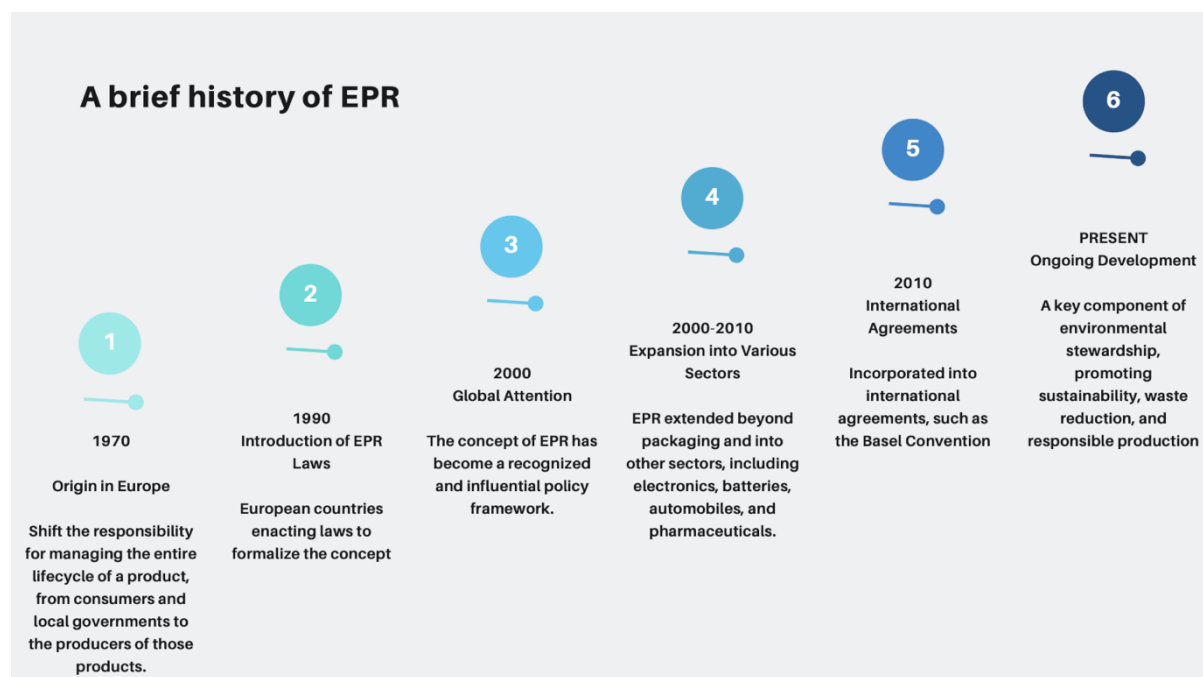 A brief history of EPR
1
1970
Origin in Europe
Shift the responsibility
for managing the entire
lifecycle of a product,
from consumers and
local governments to
the producers of those
products.
2
1990
Introduction of EPR
Laws
European countries
enacting laws to
formalize the concept
3
2000
Global Attention
The concept of EPR has
become a recognized
and influential policy
framework.
4
2000-2010
Expansion into Various
Sectors
EPR extended beyond
packaging and into
other sectors, including
electronics, batteries,
automobiles, and
pharmaceuticals.
5
2010
International
Agreements
Incorporated into
international
agreements, such as
the Basel Convention
6
PRESENT
Ongoing Development
A key component of
environmental
stewardship,
promoting
sustainability, waste
reduction, and
responsible production